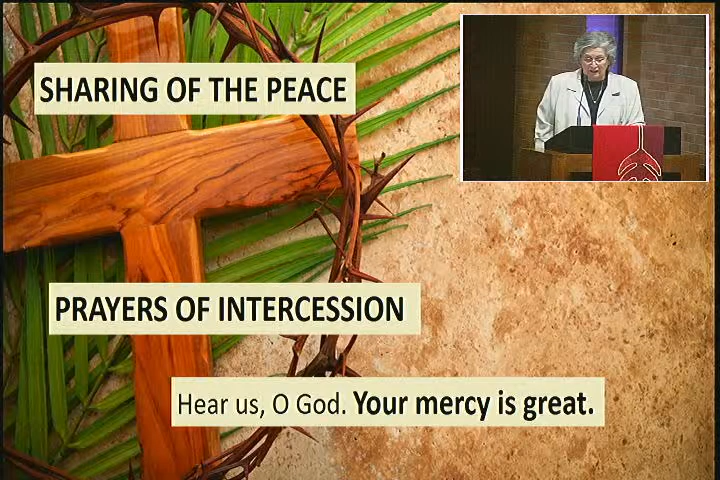 SHARING OF THE PEACE
PRAYERS OF INTERCESSION
Hear us, O God. Your mercy is great.